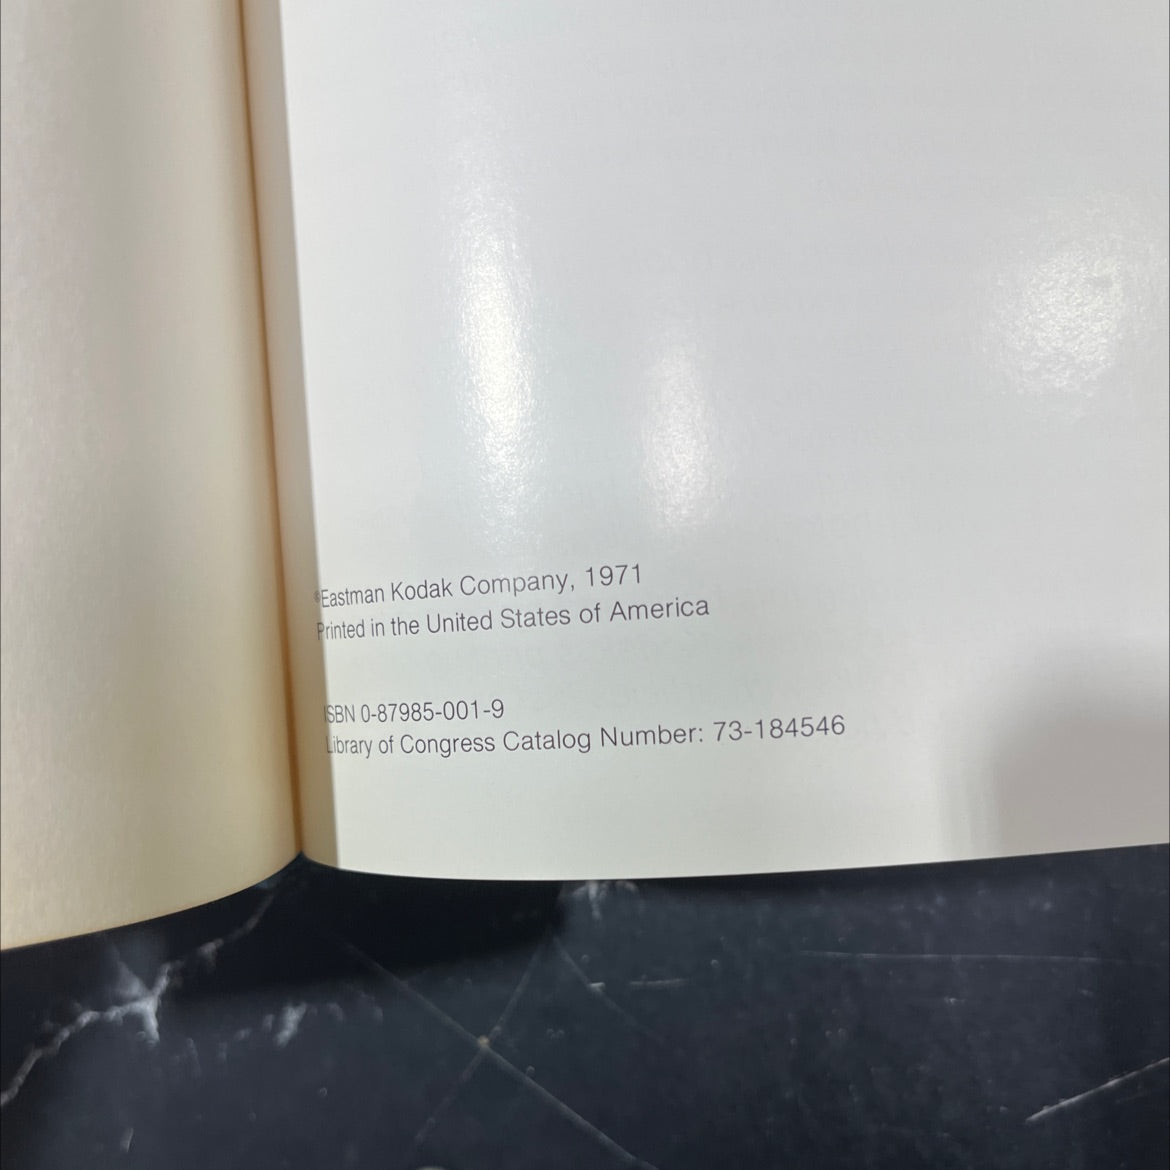 ©Eastman Kodak Company, 1971
Printed in the United States of America
ISBN 0-87985-001-9
Library of Congress Catalog Number: 73-184546